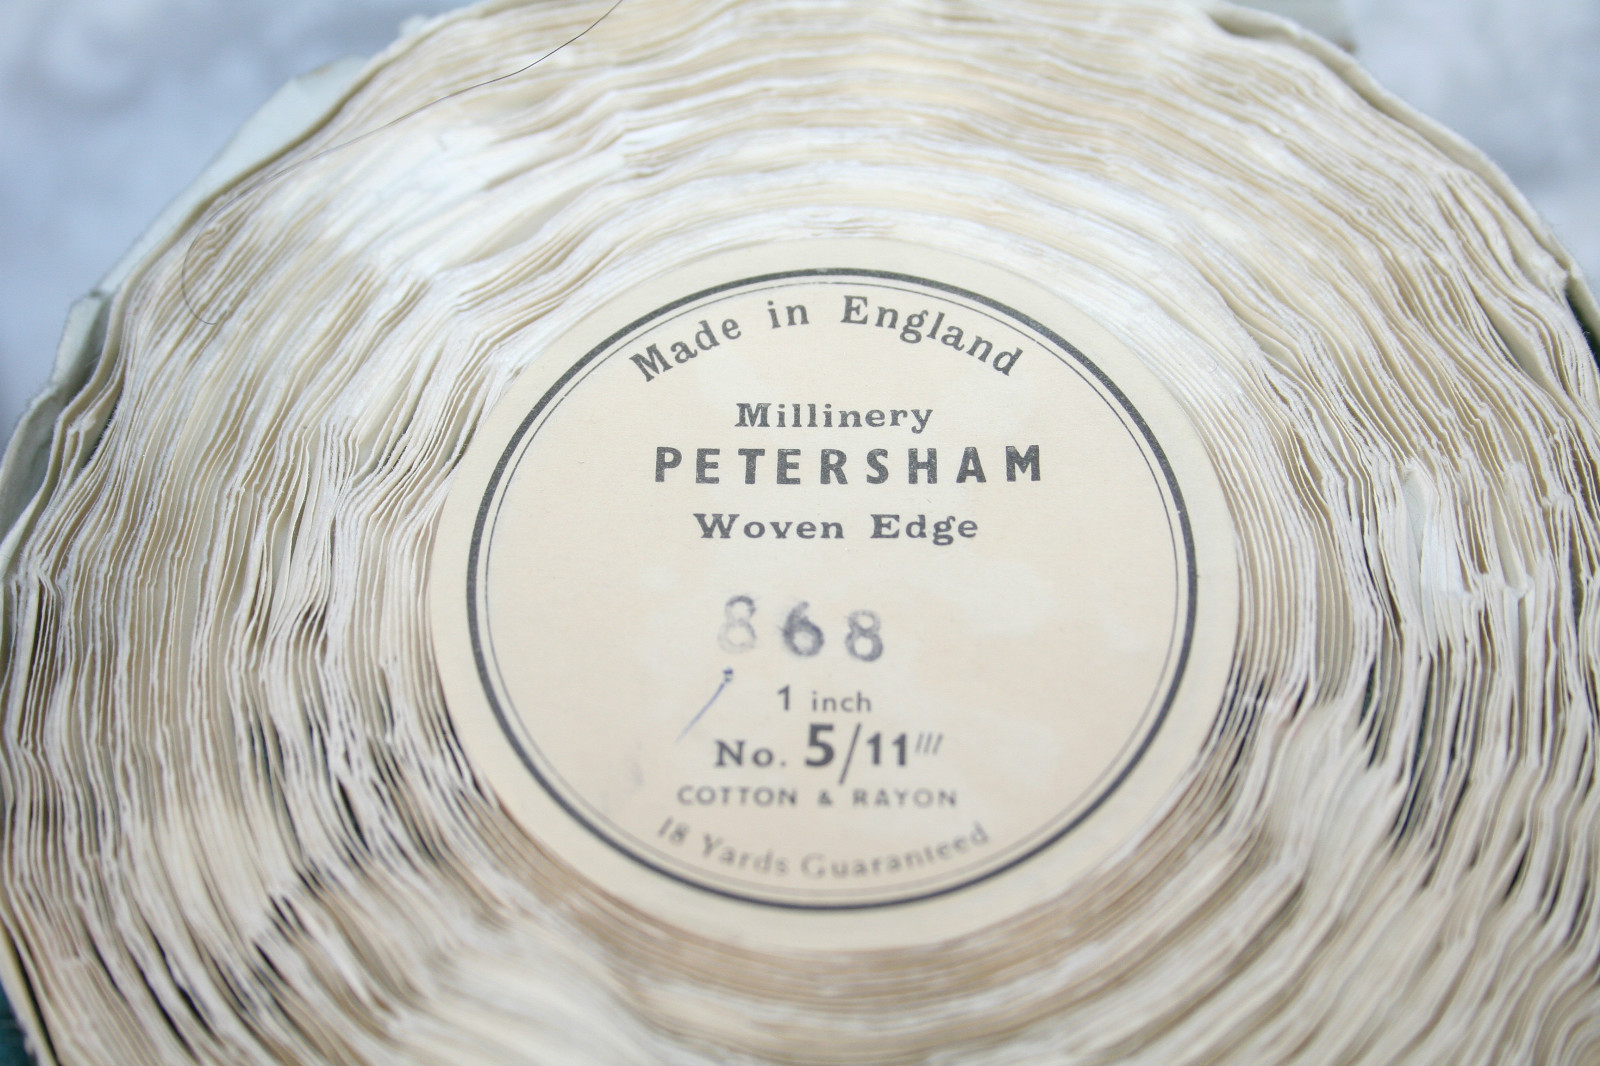 Made in England
Millinery
PETERSHAM
Woven Edge
868
1 inch
No. 5/11'''
COTTON & RAYON
18 Yards Guaranteed